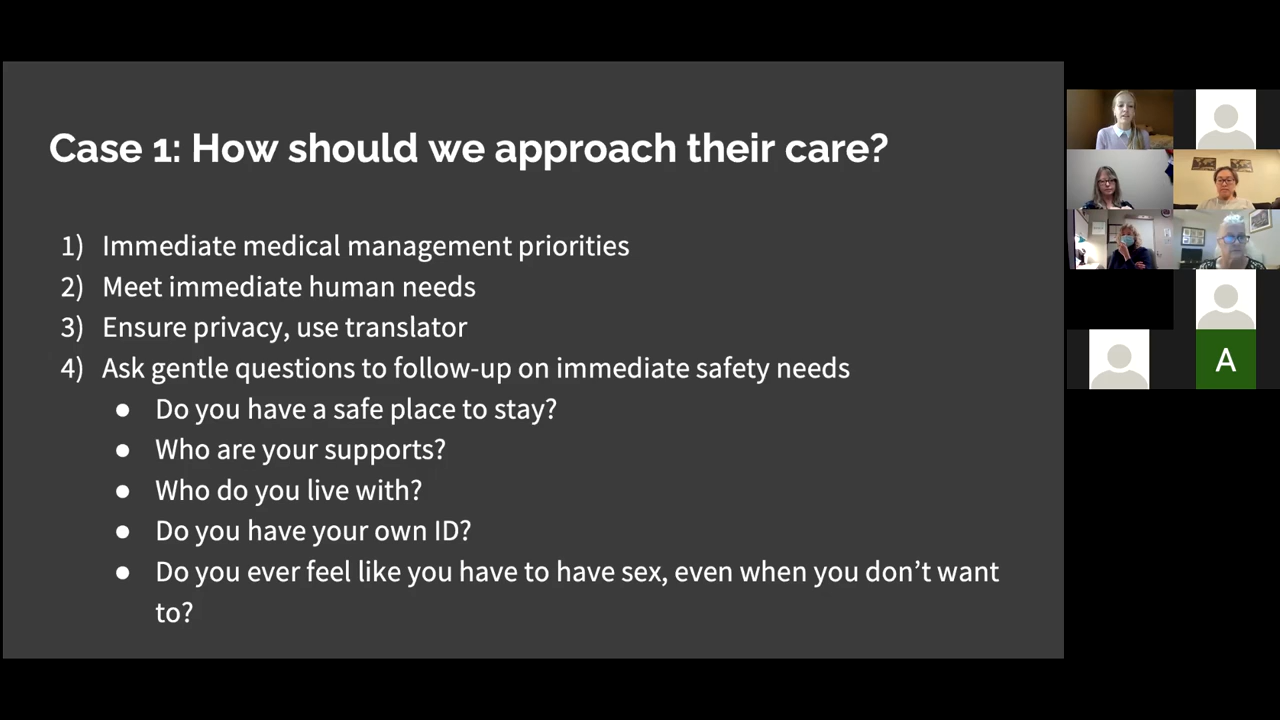 Case 1: How should we approach their care?
1) Immediate medical management priorities
2) Meet immediate human needs
3) Ensure privacy, use translator
4) Ask gentle questions to follow-up on immediate safety needs
● Do you have a safe place to stay?
● Who are your supports?
● Who do you live with?
● Do you have your own ID?
● Do you ever feel like you have to have sex, even when you don’t want
to?
A